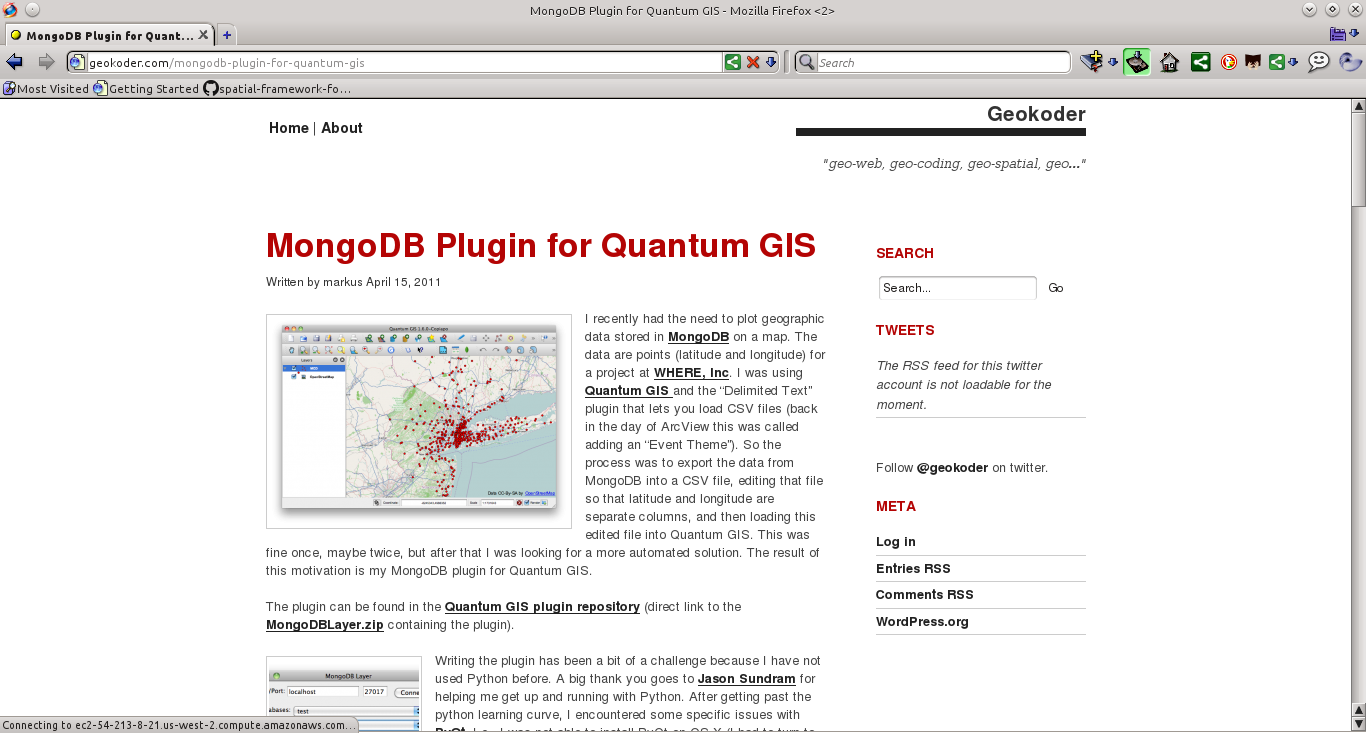 MongoDB Plugin for Quantum GIS - Mozilla Firefox <2>
MongoDB Plugin for Quant...
geokoder.com/mongodb-plugin-for-quantum-gis
Search
Most Visited Getting Started spatial-framework-fo...
Home | About
Geokoder
"geo-web, geo-coding, geo-spatial, geo..."
MongoDB Plugin for Quantum GIS
Written by markus April 15, 2011
Quantum GIS 1.6.0-Copiapo
Layers
OpenStreetMap
Data CC-By-SA by OpenStreetMap
Coordinate:
Scale
Render
I recently had the need to plot geographic
data stored in MongoDB on a map. The
data are points (latitude and longitude) for
a project at WHERE, Inc. I was using
Quantum GIS and the “Delimited Text”
plugin that lets you load CSV files (back
in the day of ArcView this was called
adding an “Event Theme”). So the
process was to export the data from
MongoDB into a CSV file, editing that file
so that latitude and longitude are
separate columns, and then loading this
edited file into Quantum GIS. This was
fine once, maybe twice, but after that I was looking for a more automated solution. The result of
this motivation is my MongoDB plugin for Quantum GIS.
The plugin can be found in the Quantum GIS plugin repository (direct link to the
MongoDBLayer.zip containing the plugin).
MongoDB Layer
/Port: localhost 27017 Conne
abases: test
Writing the plugin has been a bit of a challenge because I have not
used Python before. A big thank you goes to Jason Sundram for
helping me get up and running with Python. After getting past the
python learning curve, I encountered some specific issues with
SEARCH
Search... Go
TWEETS
The RSS feed for this twitter
account is not loadable for the
moment.
Follow @geokoder on twitter.
META
Log in
Entries RSS
Comments RSS
WordPress.org
Connecting to ec2-54-213-8-21.us-west-2.compute.amazonaws.com...